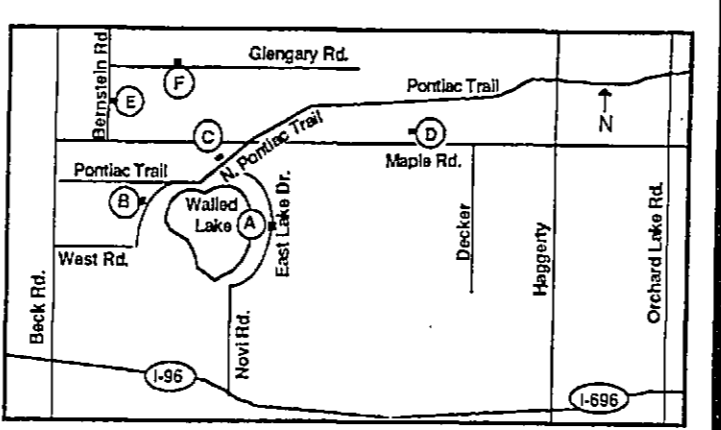 Bernstein Rd
Glengary Rd.
F
E
Pontiac Trail
N
C
N. Pontiac Trail
D
Maple Rd.
Pontiac Trail
B
Walled
Lake
A
East Lake Dr.
West Rd.
Decker
Haggerty
Orchard Lake Rd.
Beck Rd.
Novi Rd.
I-96
I-696